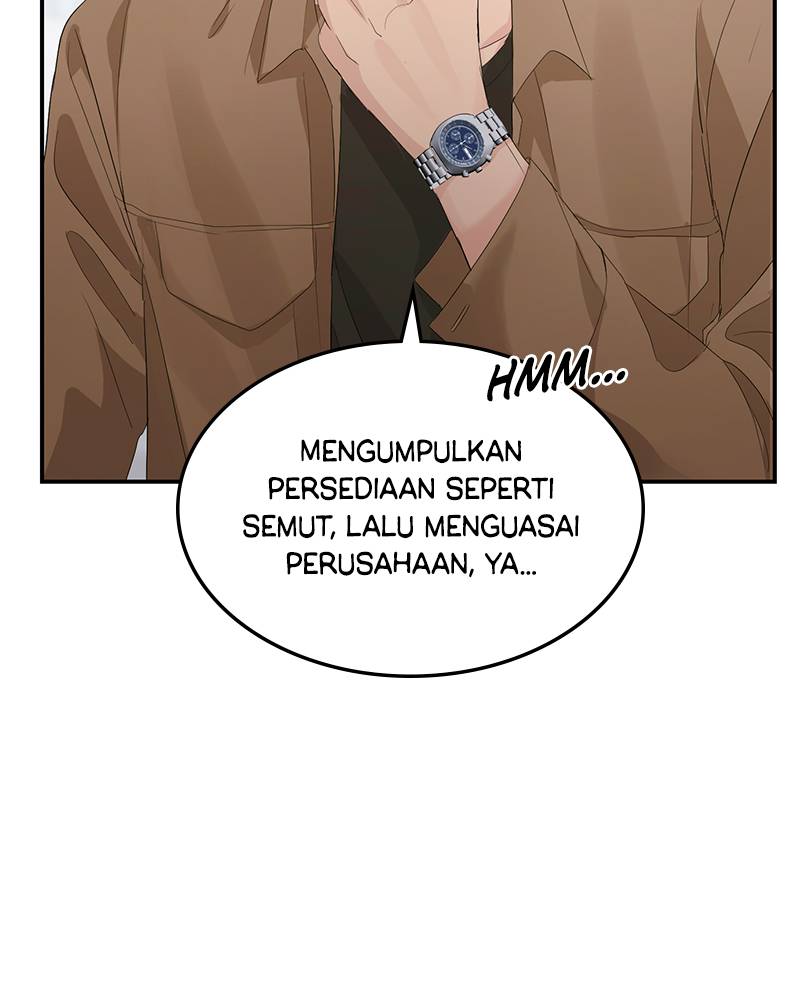 HMM...
MENGUMPULKAN
PERSEDIAAN SEPERTI
SEMUT, LALU MENGUASAI
PERUSAHAAN, YA...